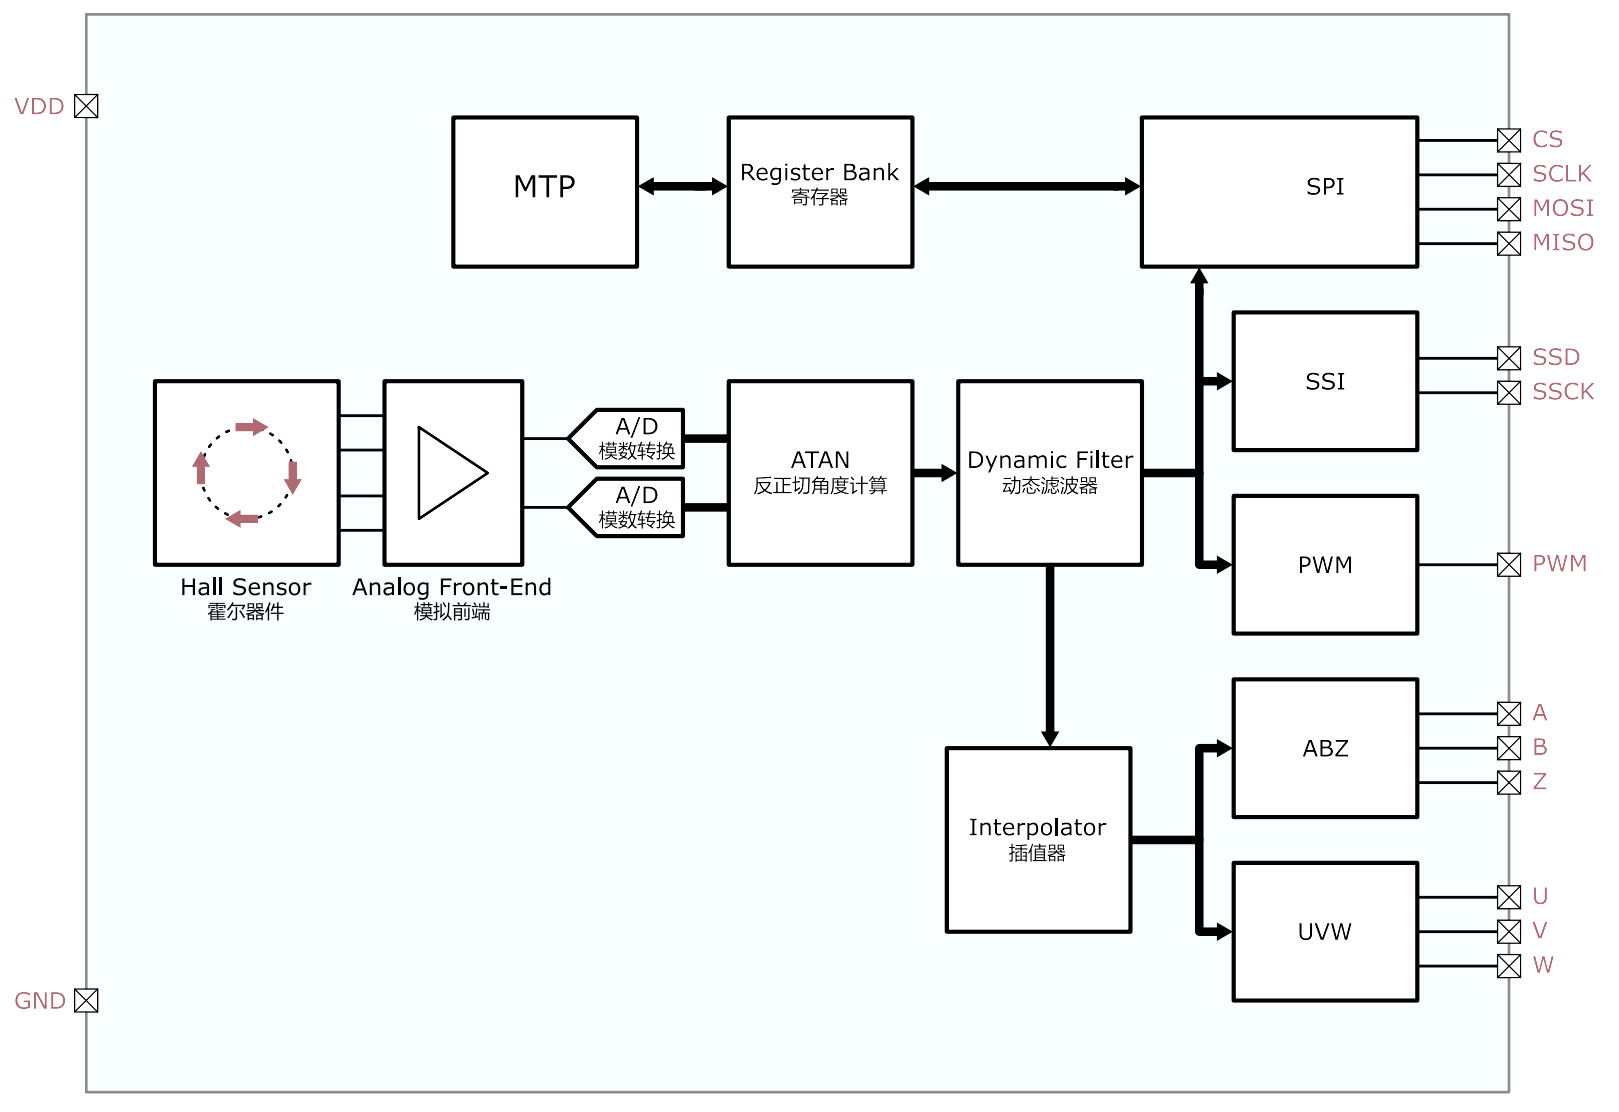 VDD
GND
MTP
Register Bank
寄存器
SPI
CS
SCLK
MOSI
MISO
SSI
SSD
SSCK
Hall Sensor
霍尔器件
Analog Front-End
模拟前端
A/D
模数转换
A/D
模数转换
ATAN
反正切角度计算
Dynamic Filter
动态滤波器
PWM
PWM
Interpolator
插值器
ABZ
A
B
Z
UVW
U
V
W